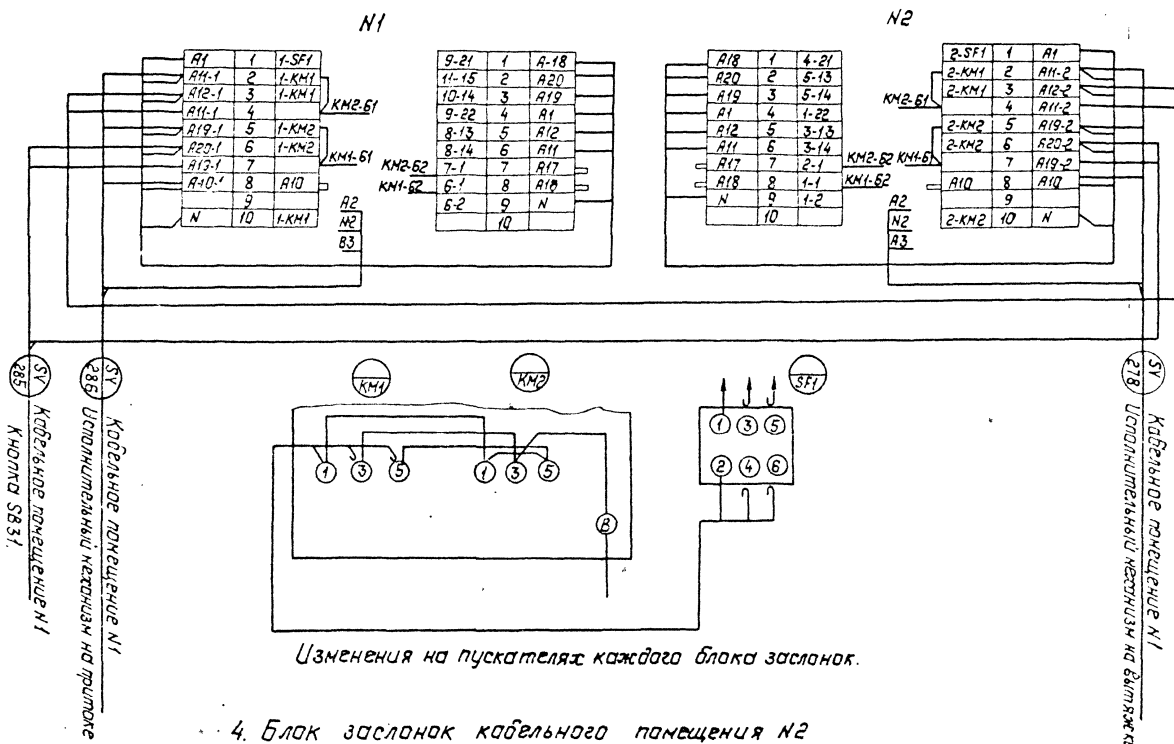 N1
N2
A1 1 1-SF1
A11-1 2 1-KM1
A12-1 3 1-KM1
A11-1 4
A19-1 5 1-KM2
A20-1 6 1-KM2
A19-1 7
A-10-1 8 A10
9
N 10 1-KM1
KM2-Б1
KM1-Б1
A2
N2
B3
9-21 1 A-18
11-15 2 A20
10-14 3 A19
9-22 4 A1
8-13 5 A12
8-14 6 A11
KM2-Б2 7-1 7 A17
KM1-Б2 6-1 8 A18
6-2 9 N
10
A18 1 4-21
A20 2 5-13
A19 3 5-14
A1 4 1-22
A12 5 3-13
A11 6 3-14
A17 7 2-1 KM2-Б2
A18 8 1-1 KM1-Б2
N 9 1-2
10
2-SF1 1 A1
2-KM1 2 A11-2
2-KM1 3 A12-2
4 A11-2
2-KM2 5 A19-2
2-KM2 6 A20-2
7 A19-2
A10 8 A10
9
2-KM2 10 N
KM2-Б1
KM1-Б1
A2
N2
A3
SV 285
Кабельное помещение N1
Кнопка SB31.
SV 286
Кабельное помещение N1
Исполнительный механизм на притоке
SV 278
Кабельное помещение N1
Исполнительный механизм на вытяжке
KM1
KM2
SF1
1 3 5 1 3 5
B
1 3 5
2 4 6
Изменения на пускателях каждого блока заслонок.
4. Блок заслонок кабельного помещения N2